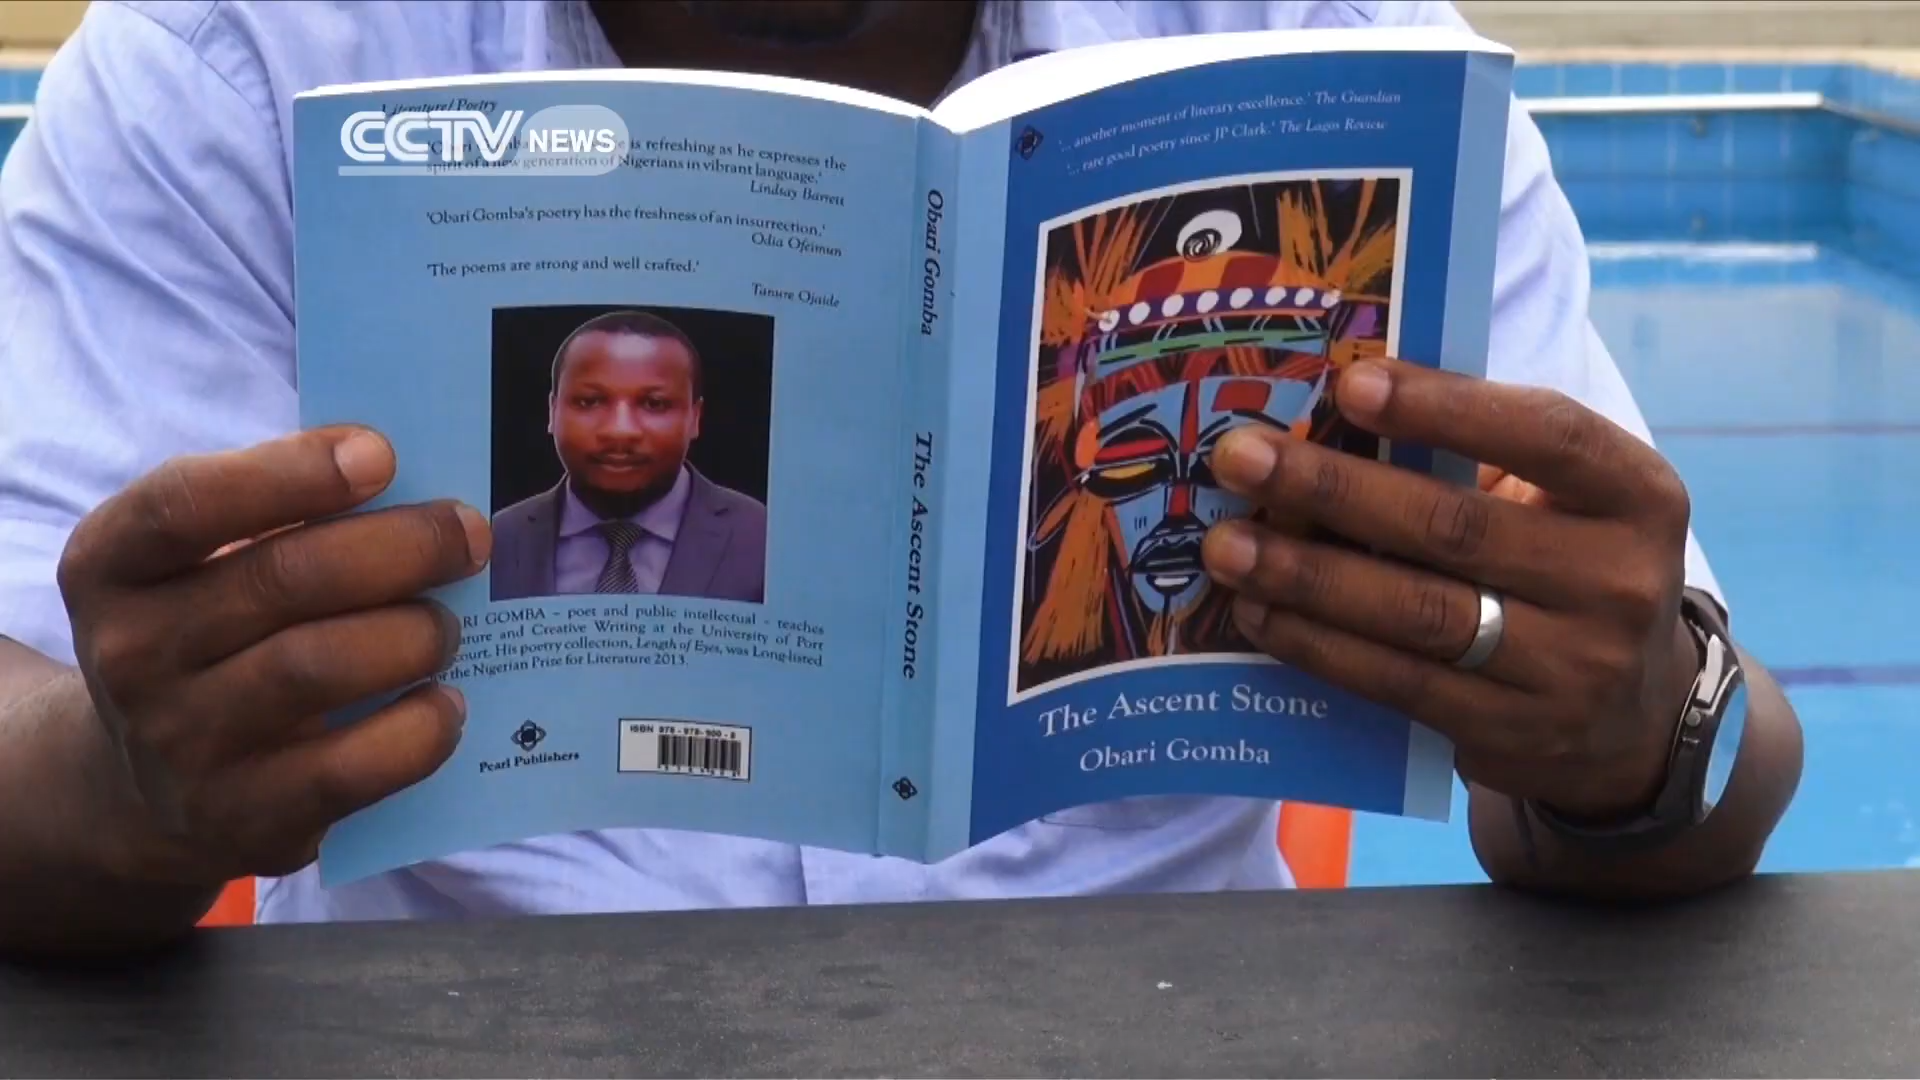 Literature/ Poetry
CCTV NEWS
is refreshing as he expresses the
spirit of a new generation of Nigerians in vibrant language.'
Lindsay Barrett
'Obari Gomba's poetry has the freshness of an insurrection.'
Odia Ofeimun
'The poems are strong and well crafted.'
Tanure Ojaide
RI GOMBA – poet and public intellectual - teaches
ature and Creative Writing at the University of Port
court. His poetry collection, Length of Eyes, was Long-listed
for the Nigerian Prize for Literature 2013.
Pearl Publishers
ISBN 978-978-900-8
Obari Gomba
The Ascent Stone
'... another moment of literary excellence.' The Guardian
'... rare good poetry since JP Clark.' The Lagos Review
The Ascent Stone
Obari Gomba